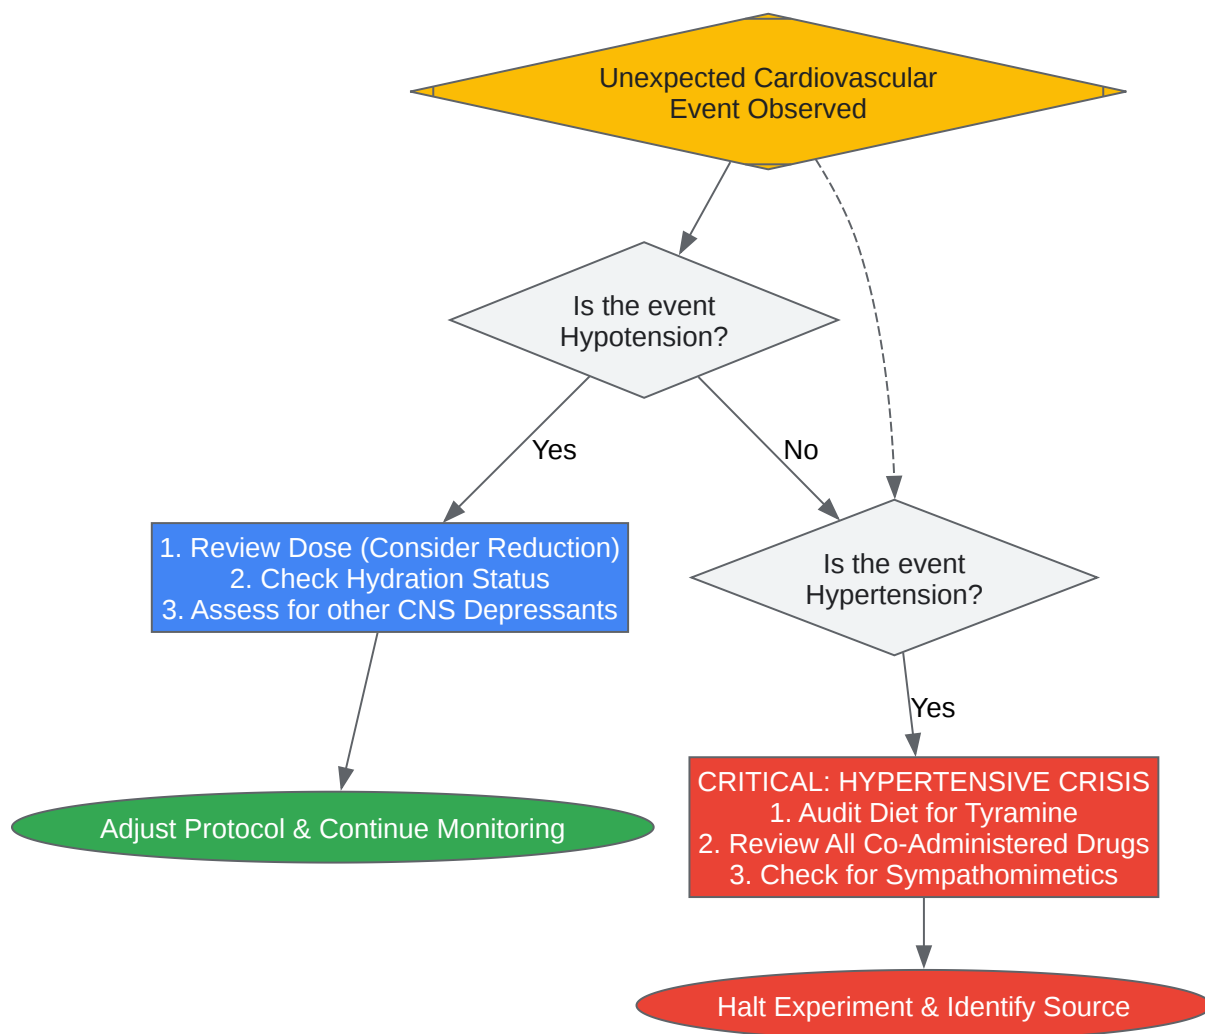 Unexpected Cardiovascular
Event Observed
Is the event
Hypotension?
Yes
No
1. Review Dose (Consider Reduction)
2. Check Hydration Status
3. Assess for other CNS Depressants
Is the event
Hypertension?
Yes
CRITICAL: HYPERTENSIVE CRISIS
1. Audit Diet for Tyramine
2. Review All Co-Administered Drugs
3. Check for Sympathomimetics
Adjust Protocol & Continue Monitoring
Halt Experiment & Identify Source